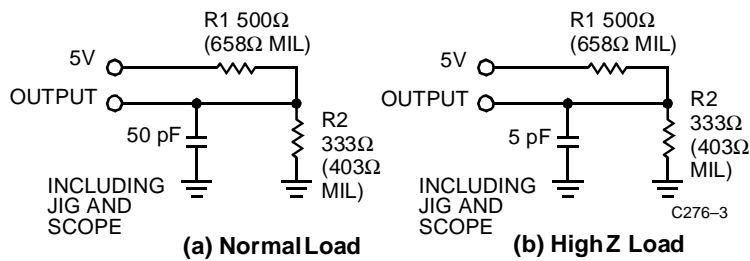 R1 500Ω
(658Ω MIL)
5V
OUTPUT
50 pF
R2
333Ω
(403Ω
MIL)
INCLUDING
JIG AND
SCOPE
(a) Normal Load
R1 500Ω
(658Ω MIL)
5V
OUTPUT
5 pF
R2
333Ω
(403Ω
MIL)
INCLUDING
JIG AND
SCOPE
C276–3
(b) High Z Load